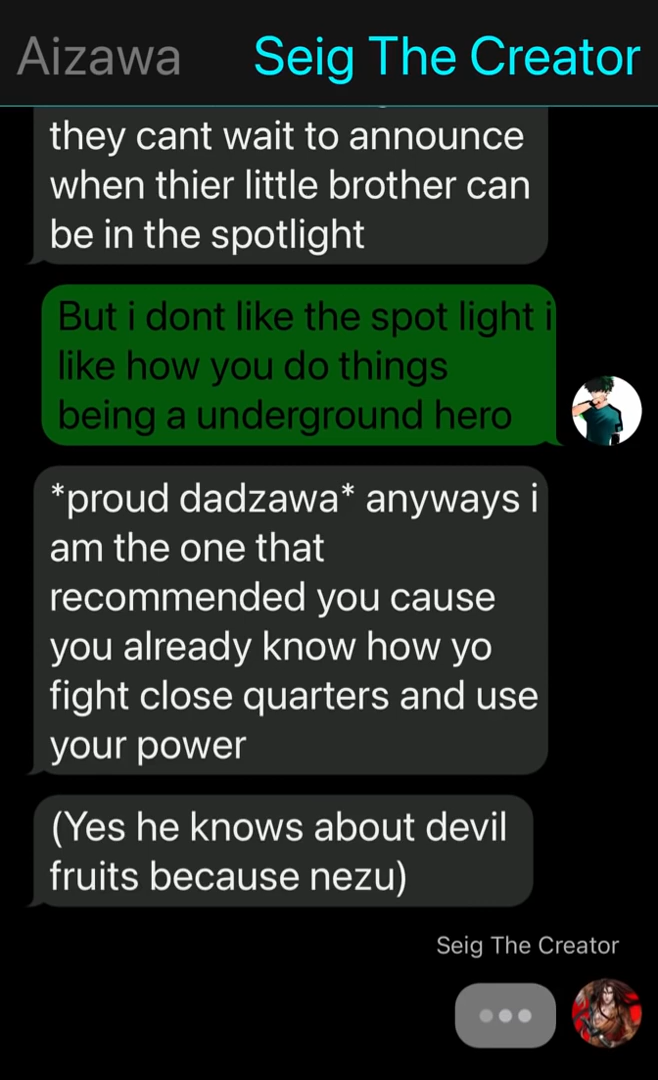 Aizawa Seig The Creator
they cant wait to announce
when thier little brother can
be in the spotlight
But i dont like the spot light i
like how you do things
being a underground hero
*proud dadzawa* anyways i
am the one that
recommended you cause
you already know how yo
fight close quarters and use
your power
(Yes he knows about devil
fruits because nezu)
Seig The Creator